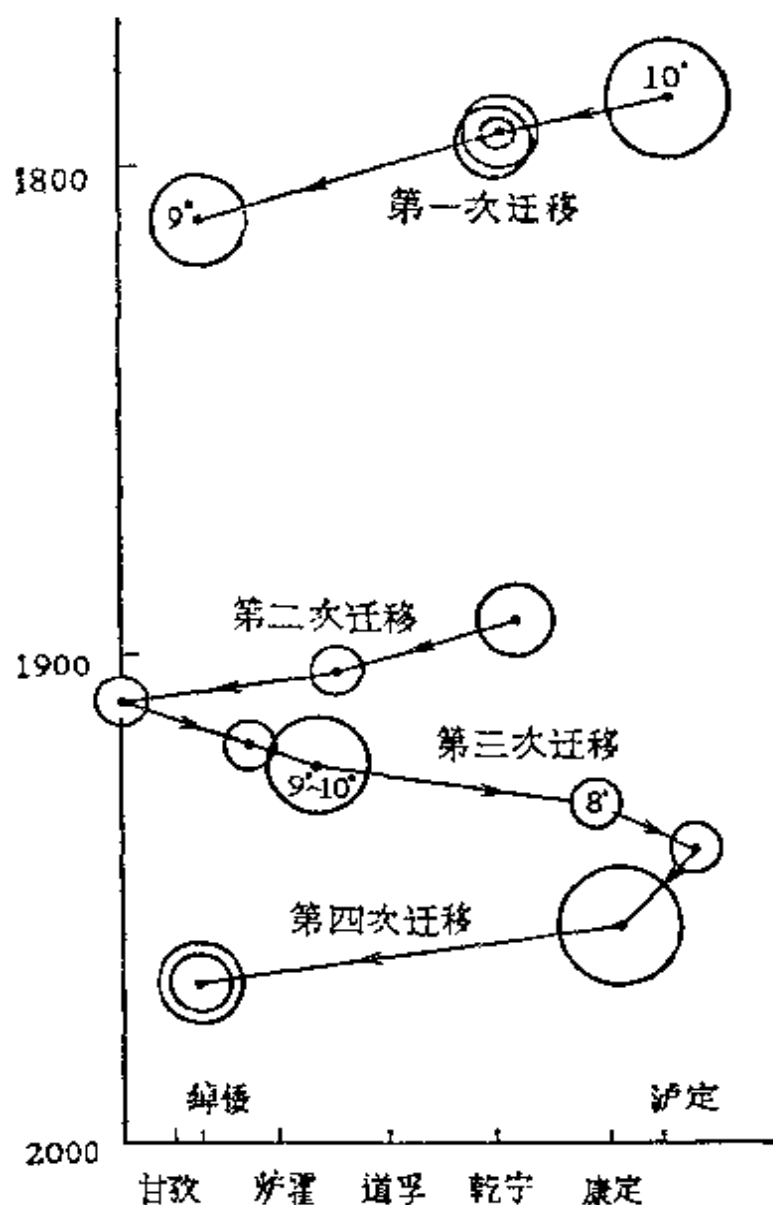 10°
1800
第一次迁移
9°
第二次迁移
1900
第三次迁移
9°~10°
8°
第四次迁移
绰倭
泸定
2000
甘孜 炉霍 道孚 乾宁 康定